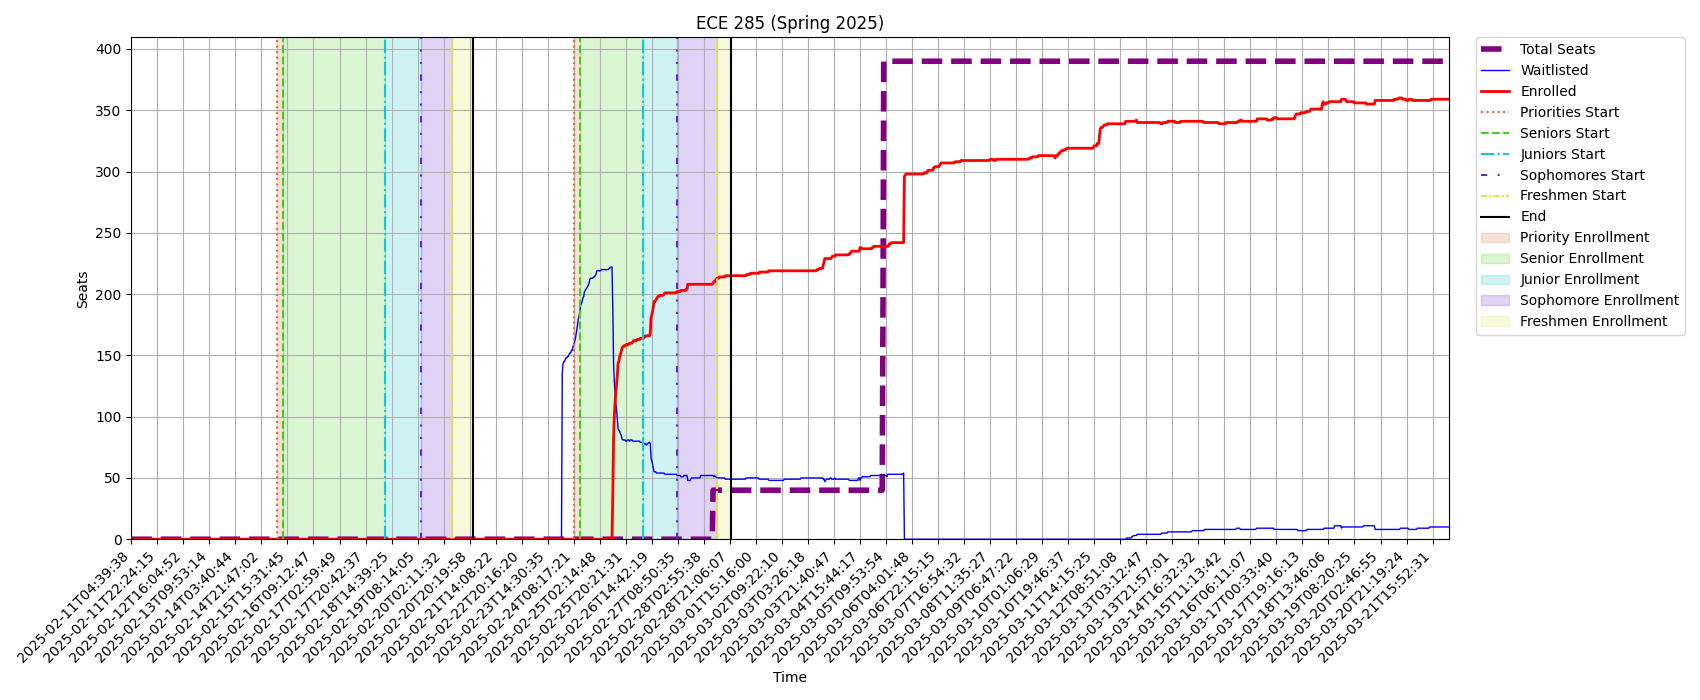 ECE 285 (Spring 2025)
400
350
300
250
200
150
100
50
0
Seats
2025-02-11T04:39:38
2025-02-11T22:24:15
2025-02-12T16:04:52
2025-02-13T09:53:14
2025-02-14T03:40:44
2025-02-14T21:47:02
2025-02-15T15:31:45
2025-02-16T09:12:47
2025-02-17T02:59:49
2025-02-17T20:42:37
2025-02-18T14:39:25
2025-02-19T08:14:05
2025-02-20T02:11:32
2025-02-20T20:19:58
2025-02-21T14:08:22
2025-02-22T20:16:20
2025-02-23T14:30:35
2025-02-24T08:17:21
2025-02-25T02:14:48
2025-02-25T20:21:31
2025-02-26T14:42:19
2025-02-27T08:50:35
2025-02-28T02:55:38
2025-02-28T21:06:07
2025-03-01T15:16:00
2025-03-02T09:22:16
2025-03-03T03:26:18
2025-03-03T21:40:47
2025-03-04T15:44:17
2025-03-05T09:53:54
2025-03-06T04:01:48
2025-03-06T22:15:15
2025-03-07T16:54:32
2025-03-08T11:35:27
2025-03-09T06:47:22
2025-03-10T01:06:29
2025-03-10T19:46:37
2025-03-11T14:15:25
2025-03-12T08:51:08
2025-03-13T03:12:47
2025-03-13T21:57:01
2025-03-14T16:32:32
2025-03-15T11:13:42
2025-03-16T06:11:07
2025-03-17T00:33:40
2025-03-17T19:16:13
2025-03-18T13:46:06
2025-03-19T08:20:25
2025-03-20T02:46:55
2025-03-20T21:19:24
2025-03-21T15:52:31
Time
Total Seats
Waitlisted
Enrolled
Priorities Start
Seniors Start
Juniors Start
Sophomores Start
Freshmen Start
End
Priority Enrollment
Senior Enrollment
Junior Enrollment
Sophomore Enrollment
Freshmen Enrollment